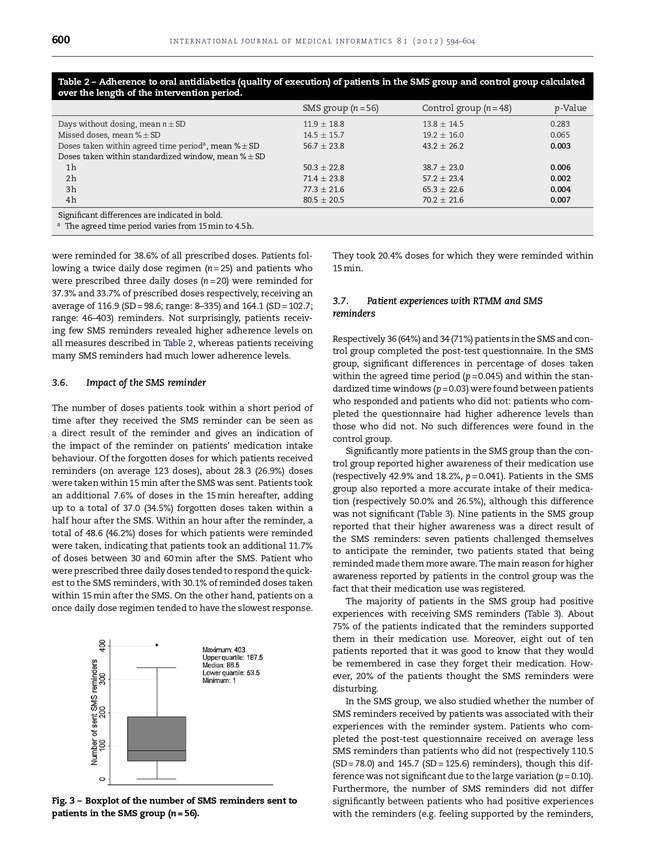 600
INTERNATIONAL JOURNAL OF MEDICAL INFORMATICS 81 (2012) 594–604
Table 2 – Adherence to oral antidiabetics (quality of execution) of patients in the SMS group and control group calculated
over the length of the intervention period.
SMS group (n = 56) Control group (n = 48) p-Value
Days without dosing, mean n ± SD 11.9 ± 18.8 13.8 ± 14.5 0.283
Missed doses, mean % ± SD 14.5 ± 15.7 19.2 ± 16.0 0.065
Doses taken within agreed time periodᵃ, mean % ± SD 56.7 ± 23.8 43.2 ± 26.2 0.003
Doses taken within standardized window, mean % ± SD
1 h 50.3 ± 22.8 38.7 ± 23.0 0.006
2 h 71.4 ± 23.8 57.2 ± 23.4 0.002
3 h 77.3 ± 21.6 65.3 ± 22.6 0.004
4 h 80.5 ± 20.5 70.2 ± 21.6 0.007
Significant differences are indicated in bold.
ᵃ The agreed time period varies from 15 min to 4.5 h.
were reminded for 38.6% of all prescribed doses. Patients fol-
lowing a twice daily dose regimen (n = 25) and patients who
were prescribed three daily doses (n = 20) were reminded for
37.3% and 33.7% of prescribed doses respectively, receiving an
average of 116.9 (SD = 98.6; range: 8–335) and 164.1 (SD = 102.7;
range: 46–403) reminders. Not surprisingly, patients receiv-
ing few SMS reminders revealed higher adherence levels on
all measures described in Table 2, whereas patients receiving
many SMS reminders had much lower adherence levels.
3.6. Impact of the SMS reminder
The number of doses patients took within a short period of
time after they received the SMS reminder can be seen as
a direct result of the reminder and gives an indication of
the impact of the reminder on patients' medication intake
behaviour. Of the forgotten doses for which patients received
reminders (on average 123 doses), about 28.3 (26.9%) doses
were taken within 15 min after the SMS was sent. Patients took
an additional 7.6% of doses in the 15 min hereafter, adding
up to a total of 37.0 (34.5%) forgotten doses taken within a
half hour after the SMS. Within an hour after the reminder, a
total of 48.6 (46.2%) doses for which patients were reminded
were taken, indicating that patients took an additional 11.7%
of doses between 30 and 60 min after the SMS. Patient who
were prescribed three daily doses tended to respond the quick-
est to the SMS reminders, with 30.1% of reminded doses taken
within 15 min after the SMS. On the other hand, patients on a
once daily dose regimen tended to have the slowest response.
Number of sent SMS reminders
400
300
200
100
0
Maximum: 403
Upper quartile: 187.5
Median: 86.5
Lower quartile: 53.5
Minimum: 1
Fig. 3 – Boxplot of the number of SMS reminders sent to
patients in the SMS group (n = 56).
They took 20.4% doses for which they were reminded within
15 min.
3.7. Patient experiences with RTMM and SMS
reminders
Respectively 36 (64%) and 34 (71%) patients in the SMS and con-
trol group completed the post-test questionnaire. In the SMS
group, significant differences in percentage of doses taken
within the agreed time period (p = 0.045) and within the stan-
dardized time windows (p = 0.03) were found between patients
who responded and patients who did not: patients who com-
pleted the questionnaire had higher adherence levels than
those who did not. No such differences were found in the
control group.
Significantly more patients in the SMS group than the con-
trol group reported higher awareness of their medication use
(respectively 42.9% and 18.2%, p = 0.041). Patients in the SMS
group also reported a more accurate intake of their medica-
tion (respectively 50.0% and 26.5%), although this difference
was not significant (Table 3). Nine patients in the SMS group
reported that their higher awareness was a direct result of
the SMS reminders: seven patients challenged themselves
to anticipate the reminder, two patients stated that being
reminded made them more aware. The main reason for higher
awareness reported by patients in the control group was the
fact that their medication use was registered.
The majority of patients in the SMS group had positive
experiences with receiving SMS reminders (Table 3). About
75% of the patients indicated that the reminders supported
them in their medication use. Moreover, eight out of ten
patients reported that it was good to know that they would
be remembered in case they forget their medication. How-
ever, 20% of the patients thought the SMS reminders were
disturbing.
In the SMS group, we also studied whether the number of
SMS reminders received by patients was associated with their
experiences with the reminder system. Patients who com-
pleted the post-test questionnaire received on average less
SMS reminders than patients who did not (respectively 110.5
(SD = 78.0) and 145.7 (SD = 125.6) reminders), though this dif-
ference was not significant due to the large variation (p = 0.10).
Furthermore, the number of SMS reminders did not differ
significantly between patients who had positive experiences
with the reminders (e.g. feeling supported by the reminders,